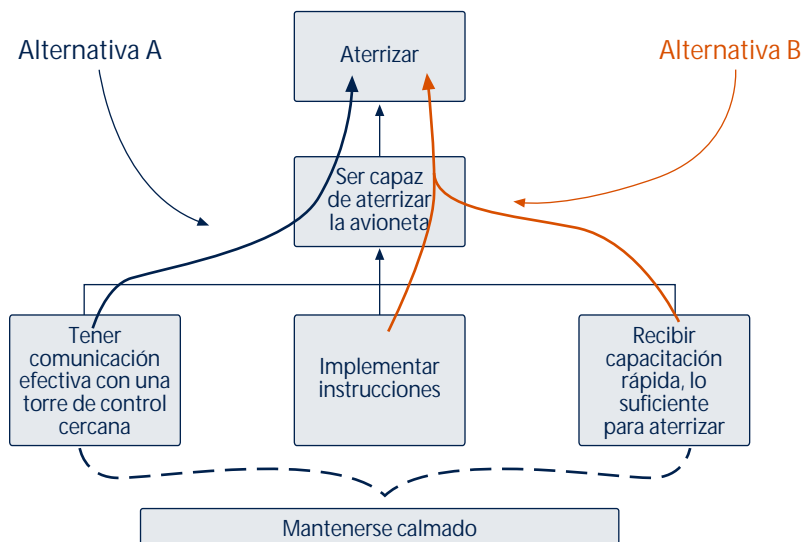 Alternativa A
Aterrizar
Alternativa B
Ser capaz
de aterrizar
la avioneta
Tener
comunicación
efectiva con una
torre de control
cercana
Implementar
instrucciones
Recibir
capacitación
rápida, lo
suficiente
para aterrizar
Mantenerse calmado